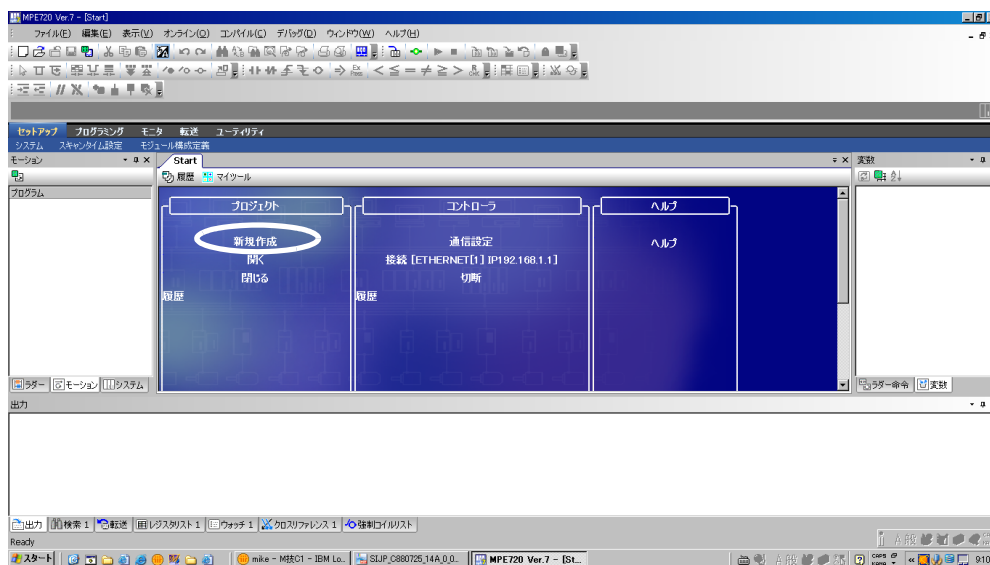 MPE720 Ver.7 - [Start]
ファイル(F) 編集(E) 表示(V) オンライン(O) コンパイル(C) デバッグ(D) ウィンドウ(W) ヘルプ(H)
セットアップ プログラミング モニタ 転送 ユーティリティ
システム スキャンタイム設定 モジュール構成定義
モーション
Start
変数
履歴 マイツール
プログラム
プロジェクト
コントローラ
ヘルプ
新規作成
通信設定
ヘルプ
開く
接続 [ETHERNET[1] IP192.168.1.1]
閉じる
切断
履歴
履歴
ラダー モーション システム
ラダー命令 変数
出力
出力 検索 1 転送 レジスタリスト 1 ウォッチ 1 クロスリファレンス 1 強制コイルリスト
Ready
A 般
スタート
mike - M技C1 - IBM Lo...
SIJP_C880725_14A_0_0...
MPE720 Ver.7 - [St...
A 般
CAPS
KANA
9:10